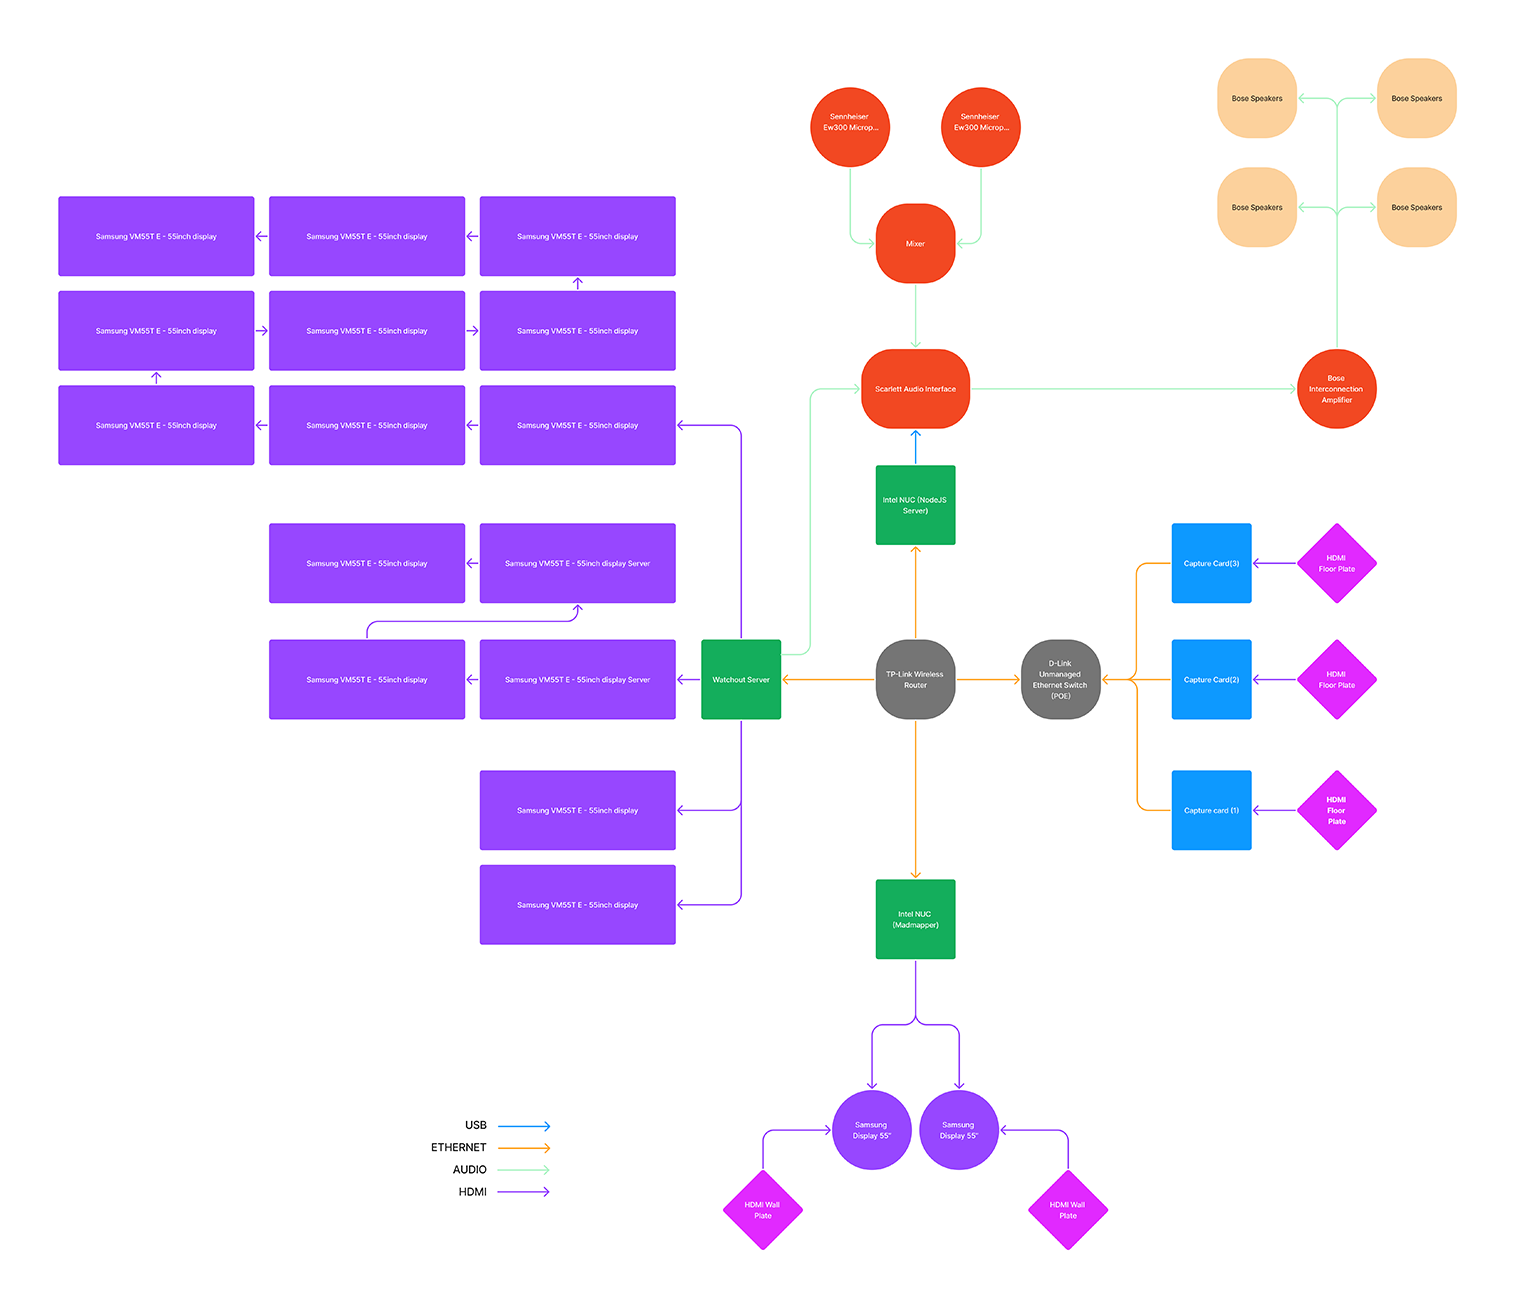 Bose Speakers
Bose Speakers
Sennheiser
Ew300 Microp...
Sennheiser
Ew300 Microp...
Bose Speakers
Bose Speakers
Samsung VM55T E - 55inch display
Samsung VM55T E - 55inch display
Samsung VM55T E - 55inch display
Mixer
Samsung VM55T E - 55inch display
Samsung VM55T E - 55inch display
Samsung VM55T E - 55inch display
Scarlett Audio Interface
Bose
Interconnection
Amplifier
Samsung VM55T E - 55inch display
Samsung VM55T E - 55inch display
Samsung VM55T E - 55inch display
Intel NUC (NodeJS
Server)
Samsung VM55T E - 55inch display
Samsung VM55T E - 55inch display Server
Capture Card(3)
HDMI
Floor Plate
Samsung VM55T E - 55inch display
Samsung VM55T E - 55inch display Server
Watchout Server
TP-Link Wireless
Router
D-Link
Unmanaged
Ethernet Switch
(POE)
Capture Card(2)
HDMI
Floor Plate
Samsung VM55T E - 55inch display
Capture card (1)
HDMI
Floor
Plate
Samsung VM55T E - 55inch display
Intel NUC
(Madmapper)
Samsung
Display 55"
Samsung
Display 55"
USB
ETHERNET
AUDIO
HDMI
HDMI Wall
Plate
HDMI Wall
Plate